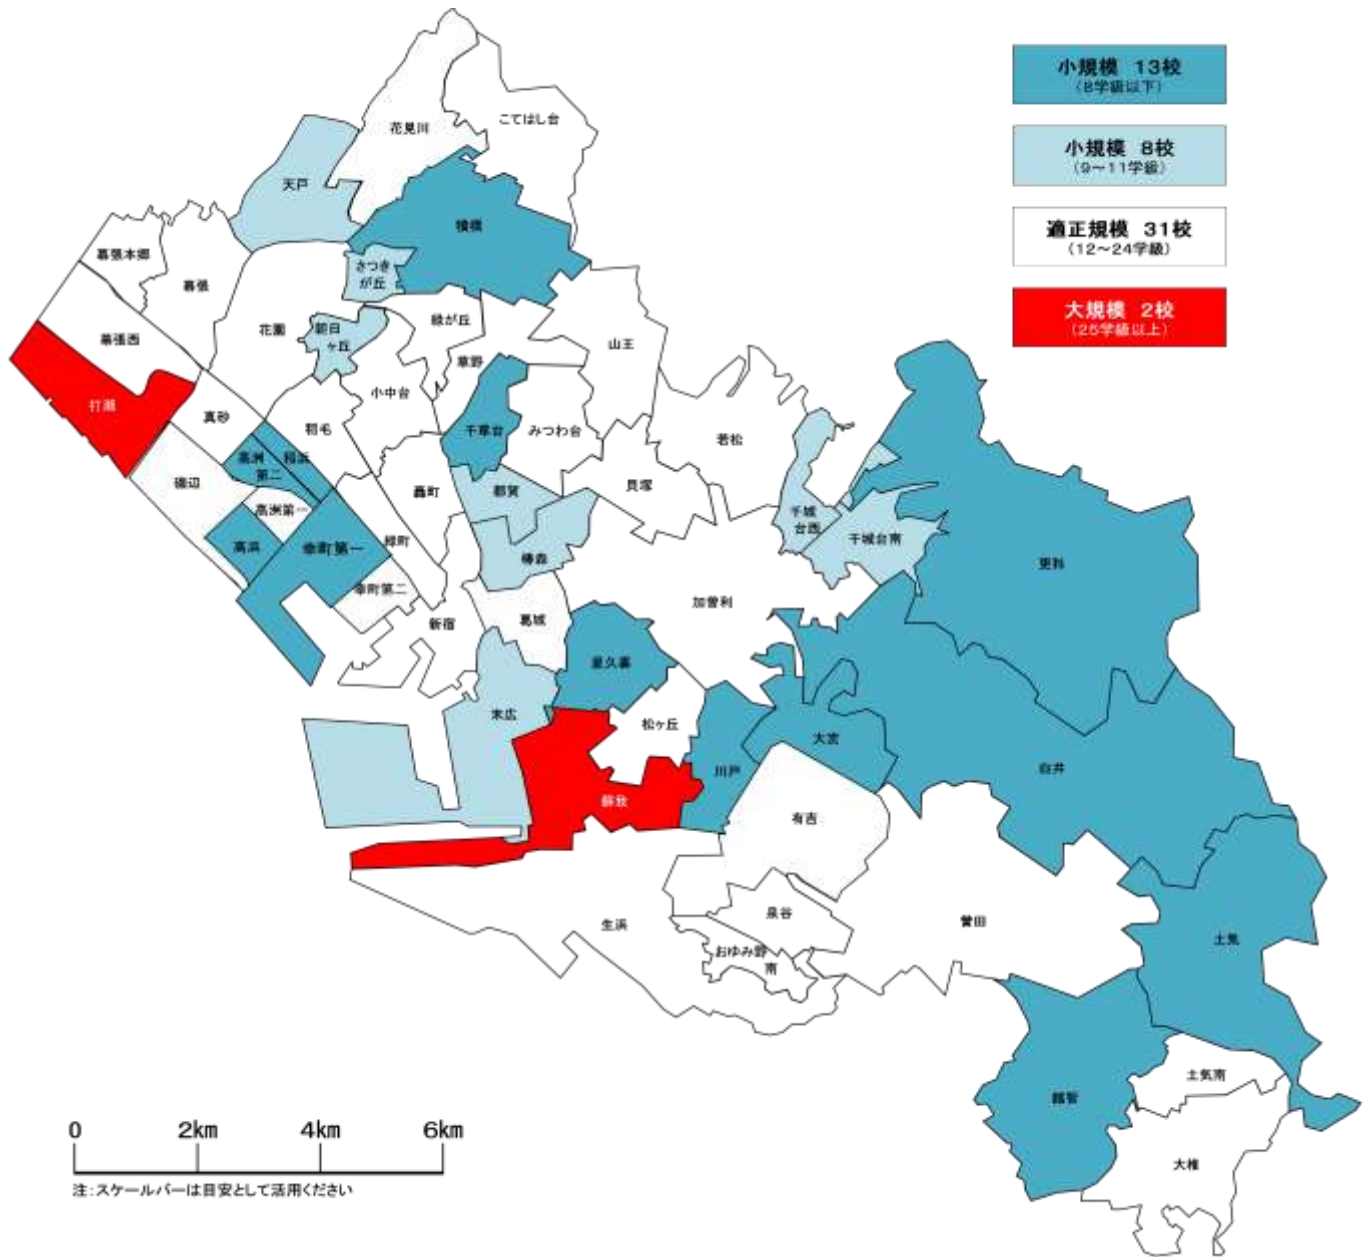 小規模 13校
(8学級以下)
小規模 8校
(9～11学級)
適正規模 31校
(12～24学級)
大規模 2校
(25学級以上)
花見川
こてはし台
天戸
犢橋
幕張本郷
幕張
さつき
が丘
花園
朝日
ヶ丘
緑が丘
草野
山王
幕張西
小中台
打瀬
真砂
稲毛
千草台
みつわ台
若松
高洲
第二
稲浜
磯辺
轟町
都賀
貝塚
高洲第一
千城
台西
千城台南
高浜
幸町第一
緑町
椿森
更科
幸町第二
加曽利
新宿
葛城
星久喜
末広
松ヶ丘
大宮
川戸
白井
蘇我
有吉
生浜
泉谷
誉田
土気
おゆみ野
南
土気南
越智
大椎
0 2km 4km 6km
注:スケールバーは目安として活用ください